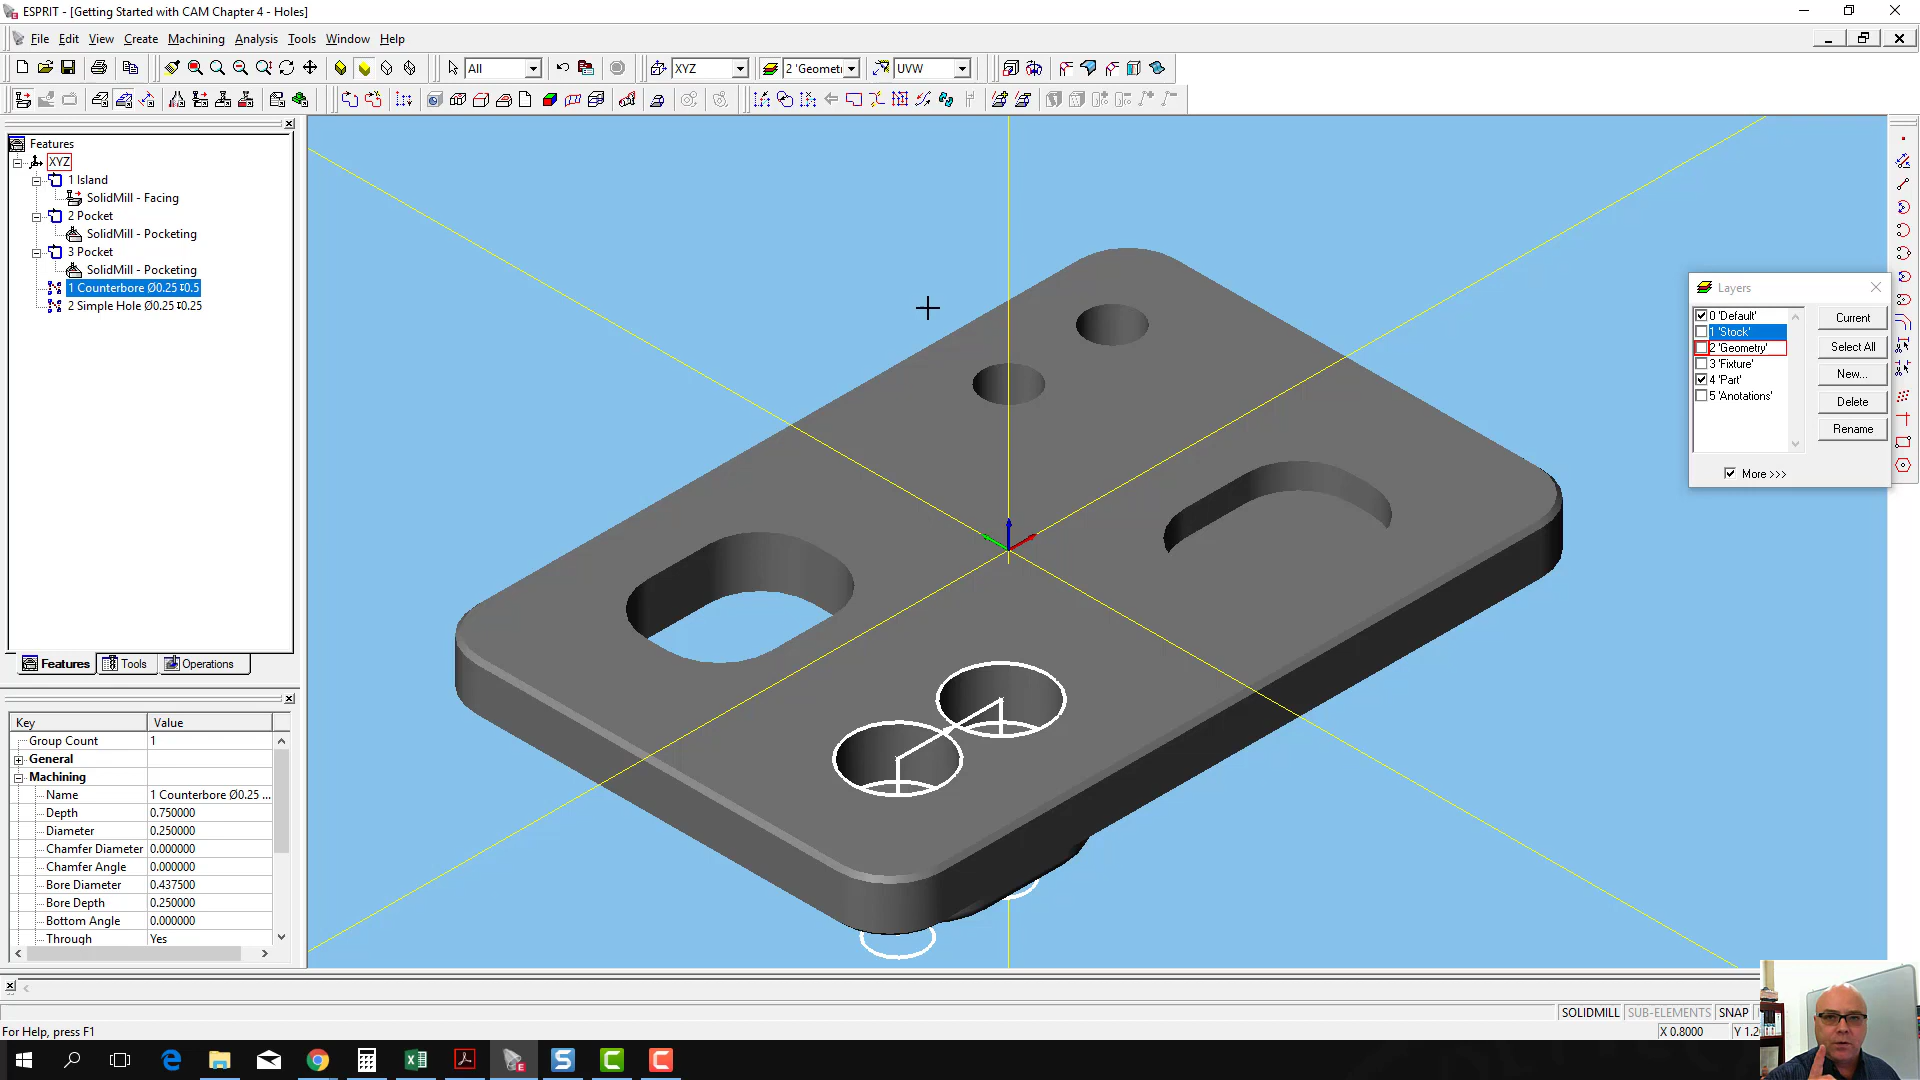 ESPRIT - [Getting Started with CAM Chapter 4 - Holes]
File Edit View Create Machining Analysis Tools Window Help
All XYZ 2 'Geometr UVW
Features
XYZ
1 Island
SolidMill - Facing
2 Pocket
SolidMill - Pocketing
3 Pocket
SolidMill - Pocketing
1 Counterbore Ø0.25 ↧0.5
2 Simple Hole Ø0.25 ↧0.25
Features Tools Operations
Key Value
Group Count 1
General
Machining
Name 1 Counterbore Ø0.25 ...
Depth 0.750000
Diameter 0.250000
Chamfer Diameter 0.000000
Chamfer Angle 0.000000
Bore Diameter 0.437500
Bore Depth 0.250000
Bottom Angle 0.000000
Through Yes
Layers
0 'Default'
1 'Stock'
2 'Geometry'
3 'Fixture'
4 'Part'
5 'Anotations'
Current
Select All
New...
Delete
Rename
More >>>
SOLIDMILL SUB-ELEMENTS SNAP
For Help, press F1
X 0.8000 Y 1.2